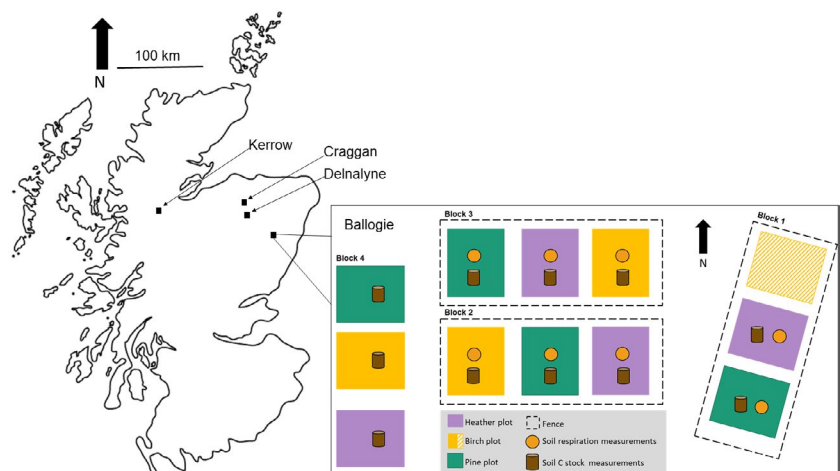 100 km
N
Kerrow
Craggan
Delnalyne
Ballogie
Block 4
Block 3
Block 2
N
Block 1
Heather plot
Birch plot
Pine plot
Fence
Soil respiration measurements
Soil C stock measurements